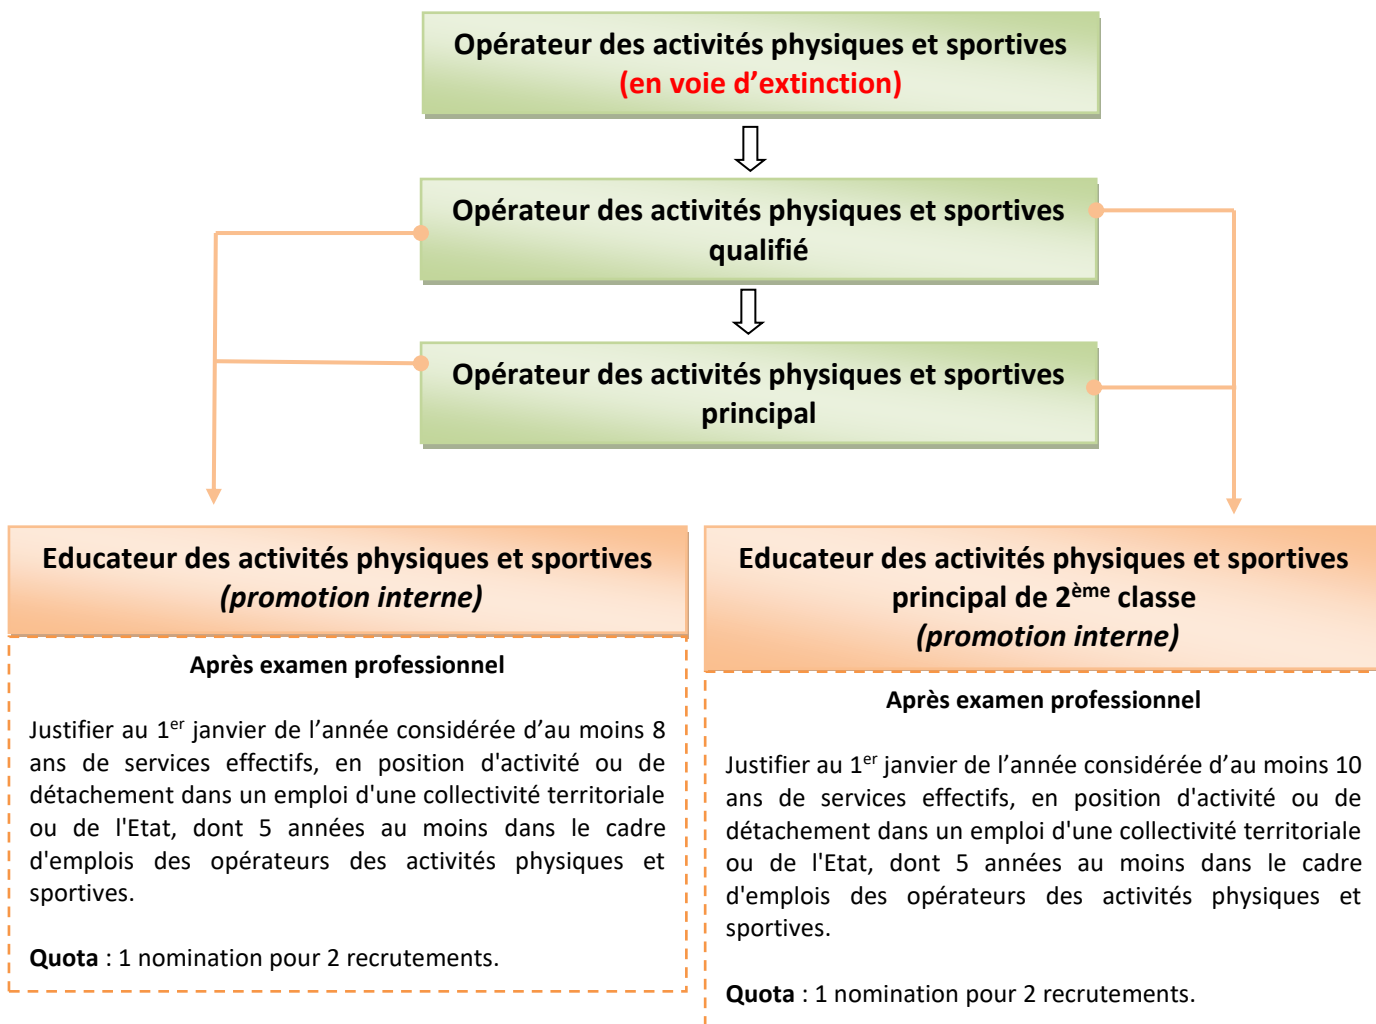 Opérateur des activités physiques et sportives
(en voie d’extinction)
Opérateur des activités physiques et sportives
qualifié
Opérateur des activités physiques et sportives
principal
Educateur des activités physiques et sportives
(promotion interne)
Après examen professionnel
Justifier au 1er janvier de l’année considérée d’au moins 8
ans de services effectifs, en position d'activité ou de
détachement dans un emploi d'une collectivité territoriale
ou de l'Etat, dont 5 années au moins dans le cadre
d'emplois des opérateurs des activités physiques et
sportives.
Quota : 1 nomination pour 2 recrutements.
Educateur des activités physiques et sportives
principal de 2ème classe
(promotion interne)
Après examen professionnel
Justifier au 1er janvier de l’année considérée d’au moins 10
ans de services effectifs, en position d'activité ou de
détachement dans un emploi d'une collectivité territoriale
ou de l'Etat, dont 5 années au moins dans le cadre
d'emplois des opérateurs des activités physiques et
sportives.
Quota : 1 nomination pour 2 recrutements.